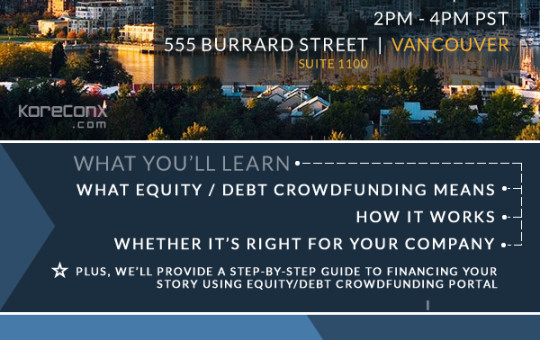 2PM - 4PM PST
555 BURRARD STREET | VANCOUVER
SUITE 1100
KoreConX
.com
WHAT YOU'LL LEARN
WHAT EQUITY / DEBT CROWDFUNDING MEANS
HOW IT WORKS
WHETHER IT'S RIGHT FOR YOUR COMPANY
PLUS, WE'LL PROVIDE A STEP-BY-STEP GUIDE TO FINANCING YOUR
STORY USING EQUITY/DEBT CROWDFUNDING PORTAL